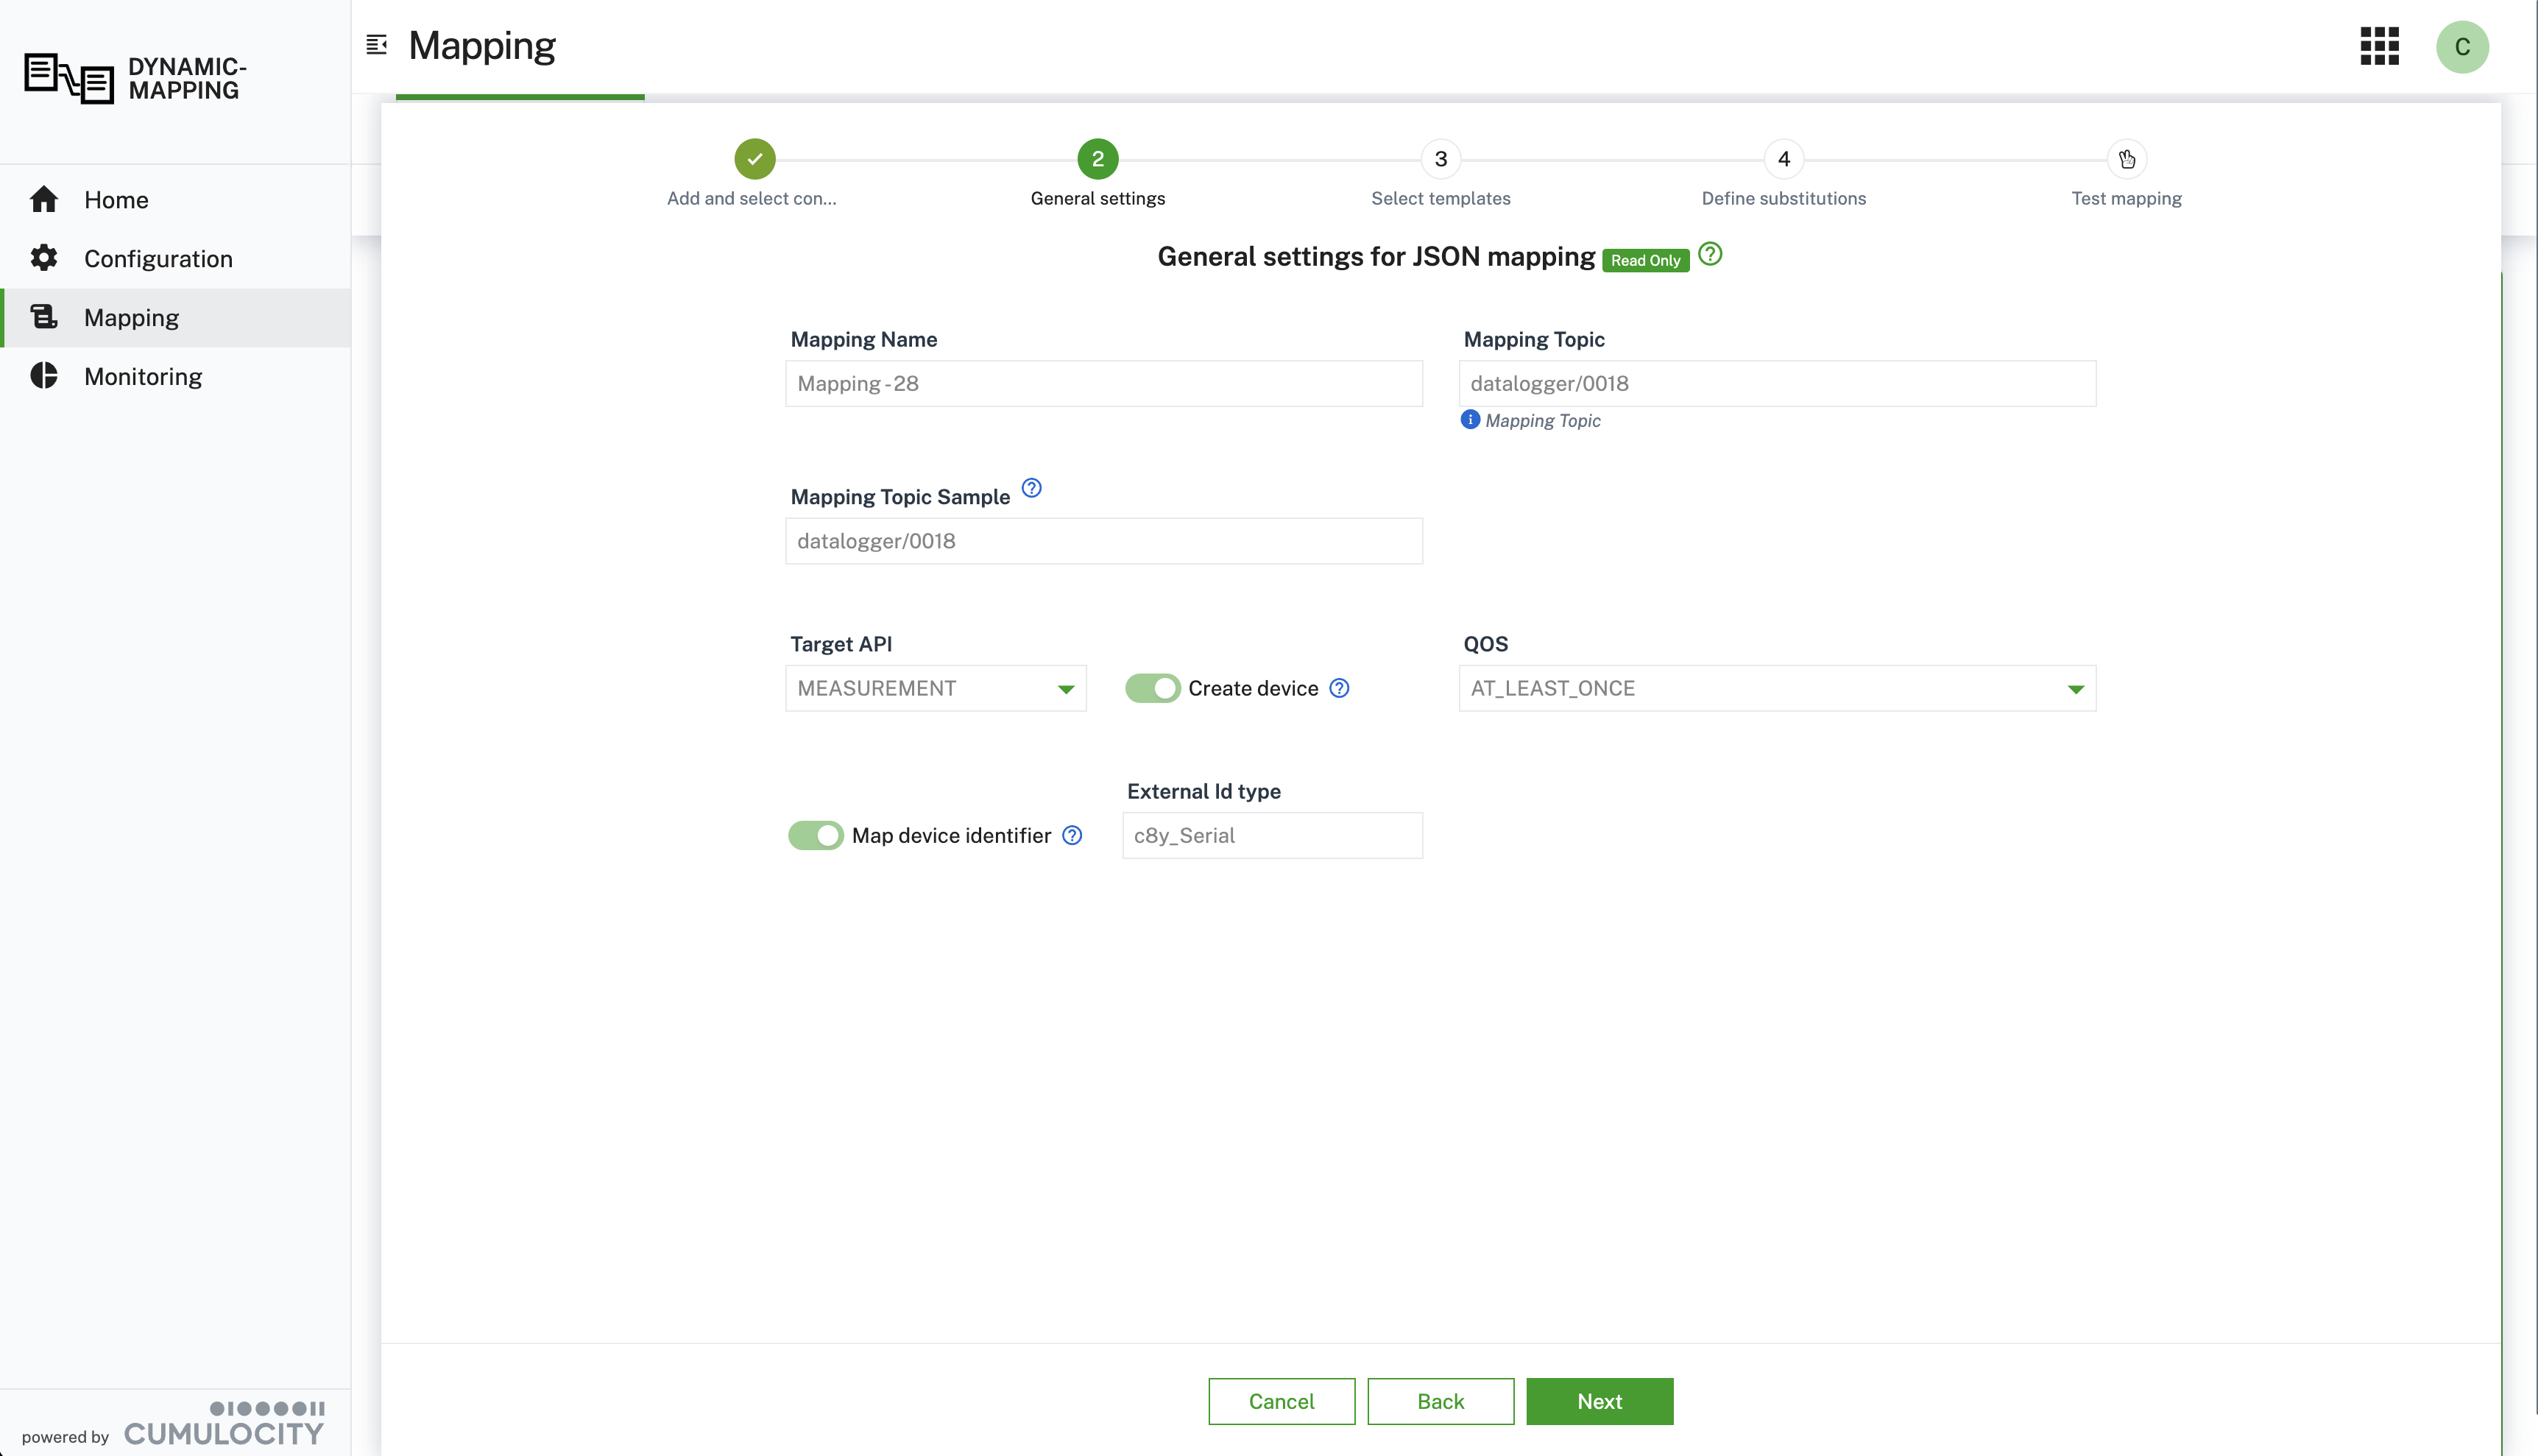 DYNAMIC-
MAPPING
Mapping
C
Home
Configuration
Mapping
Monitoring
2
3
4
Add and select con...
General settings
Select templates
Define substitutions
Test mapping
General settings for JSON mapping Read Only
Mapping Name
Mapping Topic
Mapping - 28
datalogger/0018
Mapping Topic
Mapping Topic Sample
datalogger/0018
Target API
QOS
MEASUREMENT
Create device
AT_LEAST_ONCE
External Id type
Map device identifier
c8y_Serial
Cancel
Back
Next
powered by CUMULOCITY